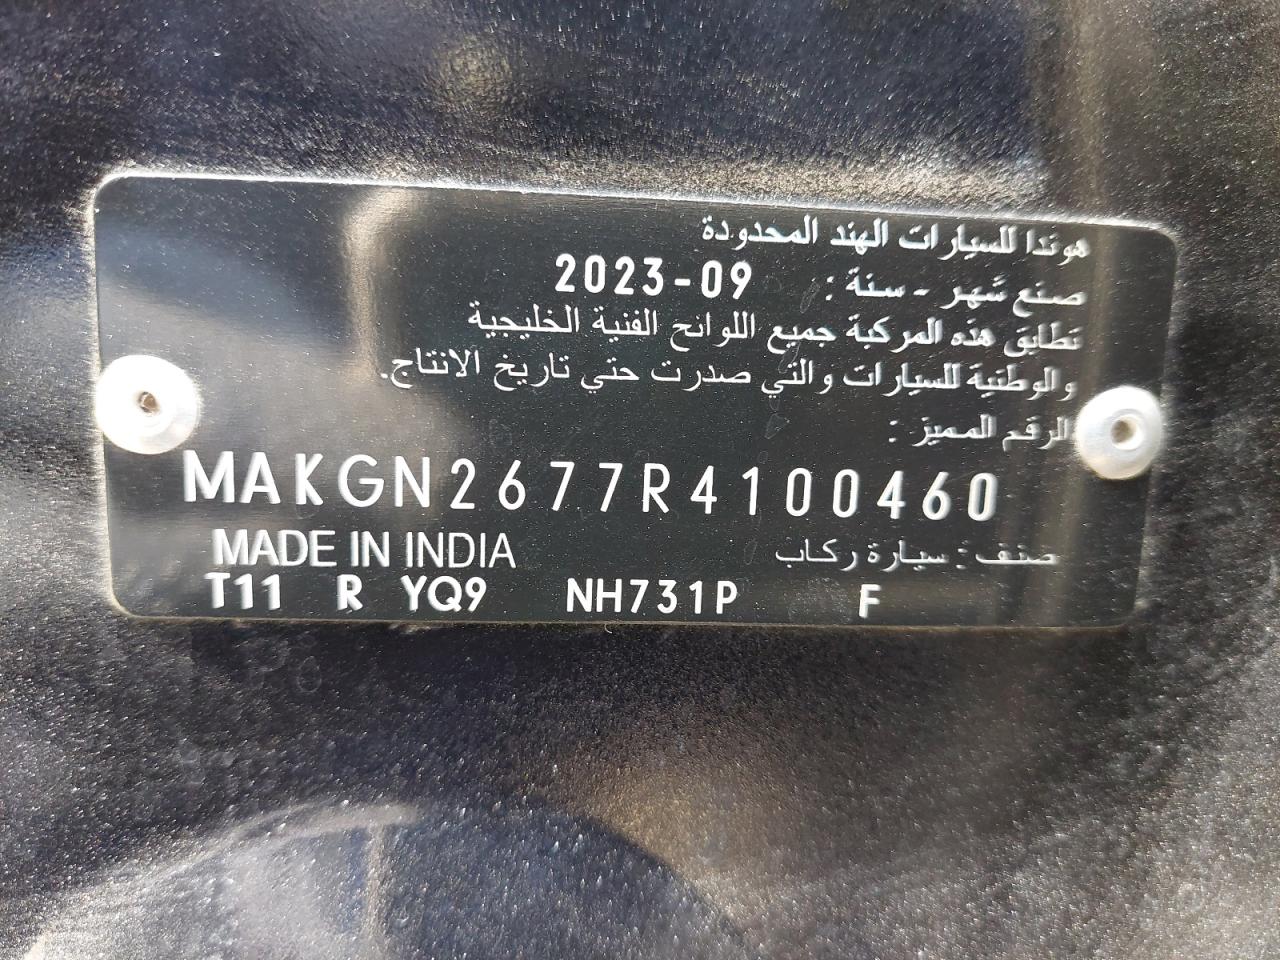 هوندا للسيارات الهند المحدودة
صنع شهر - سنة : 2023-09
تطابق هذه المركبة جميع اللوانح الفنية الخليجية
والوطنية للسيارات والتي صدرت حتي تاريخ الانتاج.
الرقم المميز :
MAKGN2677R4100460
MADE IN INDIA صنف : سيارة ركاب
T11 R YQ9 NH731P F